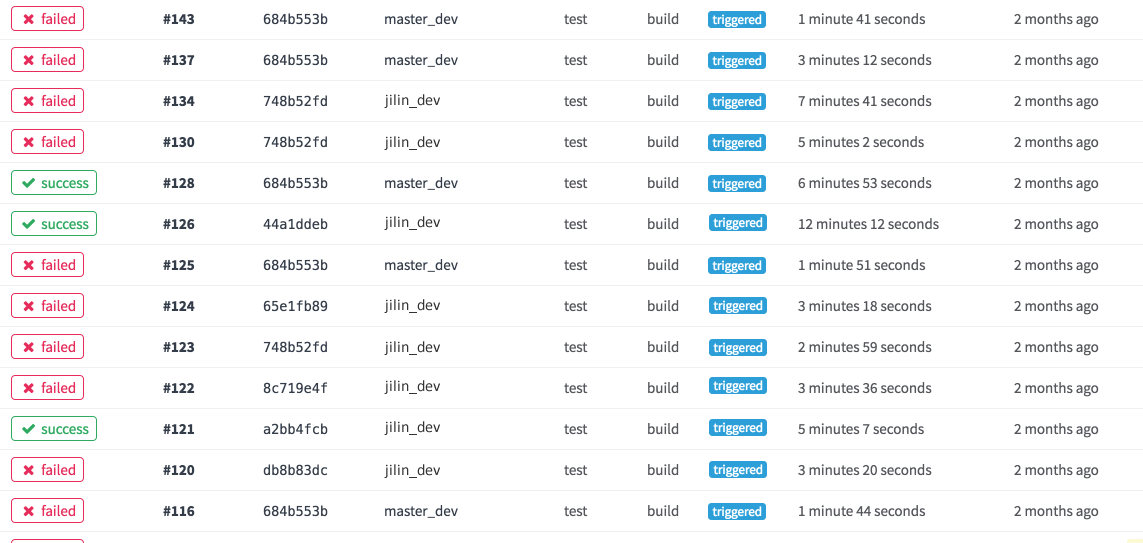 failed #143 684b553b master_dev test build triggered 1 minute 41 seconds 2 months ago
failed #137 684b553b master_dev test build triggered 3 minutes 12 seconds 2 months ago
failed #134 748b52fd jilin_dev test build triggered 7 minutes 41 seconds 2 months ago
failed #130 748b52fd jilin_dev test build triggered 5 minutes 2 seconds 2 months ago
success #128 684b553b master_dev test build triggered 6 minutes 53 seconds 2 months ago
success #126 44a1ddeb jilin_dev test build triggered 12 minutes 12 seconds 2 months ago
failed #125 684b553b master_dev test build triggered 1 minute 51 seconds 2 months ago
failed #124 65e1fb89 jilin_dev test build triggered 3 minutes 18 seconds 2 months ago
failed #123 748b52fd jilin_dev test build triggered 2 minutes 59 seconds 2 months ago
failed #122 8c719e4f jilin_dev test build triggered 3 minutes 36 seconds 2 months ago
success #121 a2bb4fcb jilin_dev test build triggered 5 minutes 7 seconds 2 months ago
failed #120 db8b83dc jilin_dev test build triggered 3 minutes 20 seconds 2 months ago
failed #116 684b553b master_dev test build triggered 1 minute 44 seconds 2 months ago